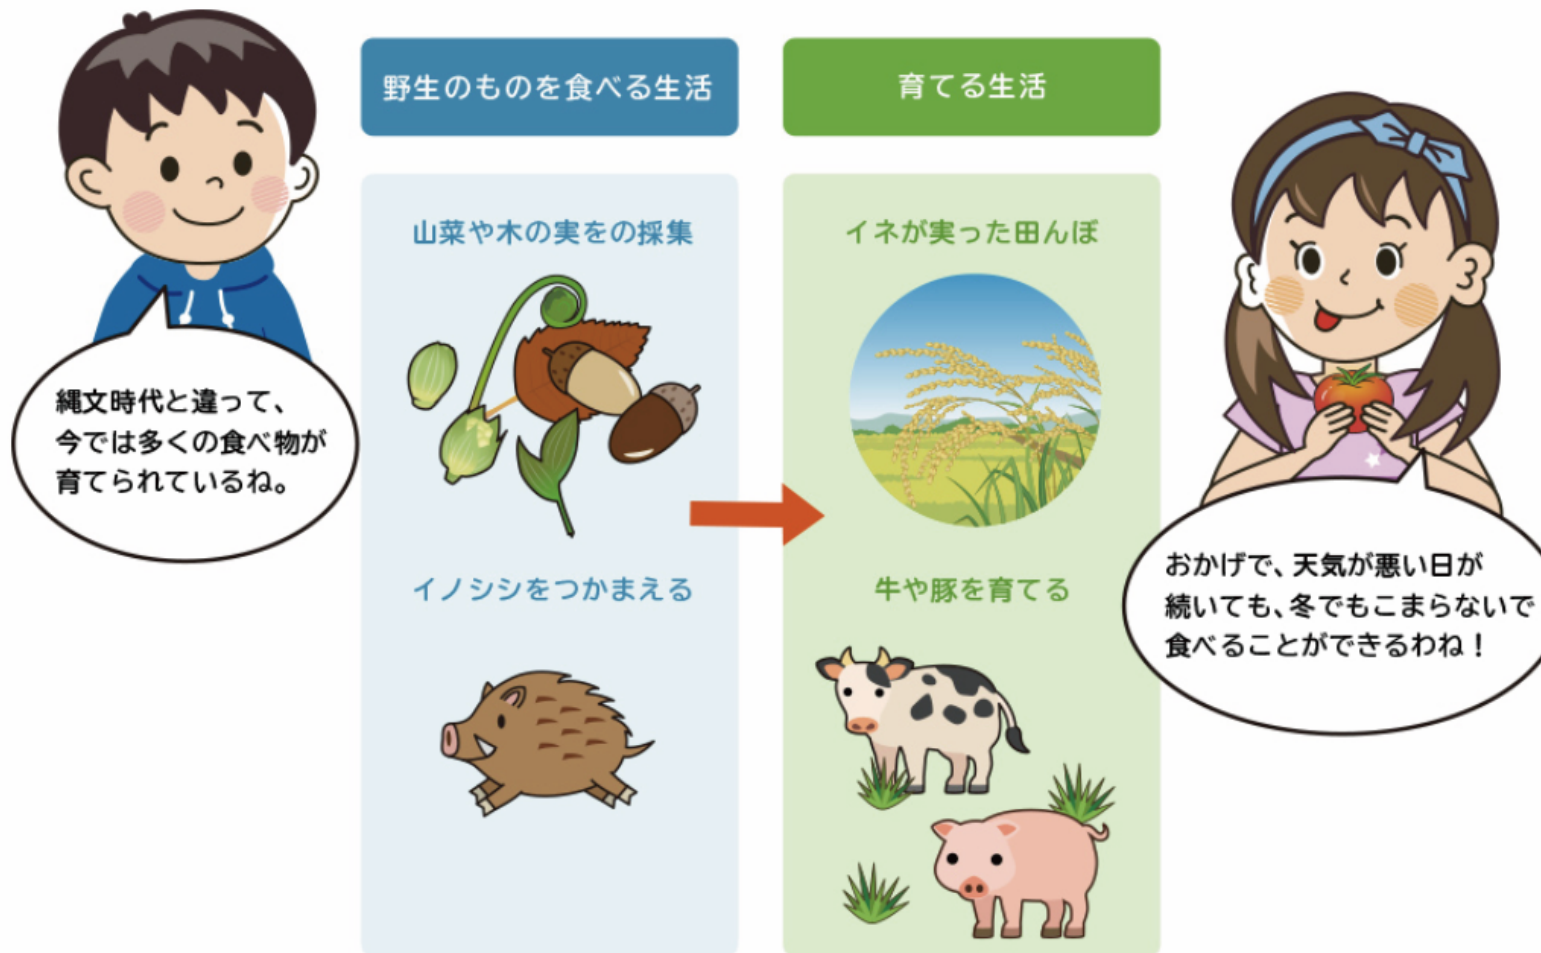 野生のものを食べる生活
育てる生活
山菜や木の実をの採集
イネが実った田んぼ
縄文時代と違って、
今では多くの食べ物が
育てられているね。
イノシシをつかまえる
牛や豚を育てる
おかげで、天気が悪い日が
続いても、冬でもこまらないで
食べることができるわね！